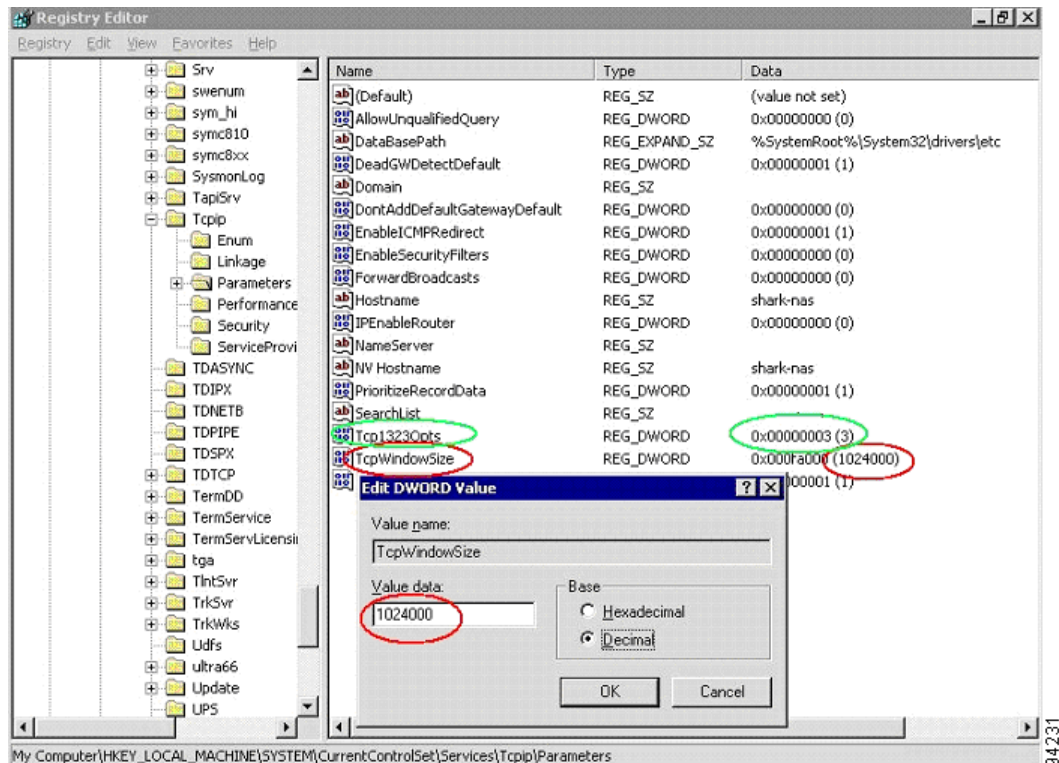 Registry Editor
Registry Edit View Favorites Help
Srv
swenum
sym_hi
symc810
symc8xx
SysmonLog
TapiSrv
Tcpip
Enum
Linkage
Parameters
Performance
Security
ServiceProvi
TDASYNC
TDIPX
TDNETB
TDPIPE
TDSPX
TDTCP
TermDD
TermService
TermServLicensi
tga
TlntSvr
TrkSvr
TrkWks
Udfs
ultra66
Update
UPS
Name Type Data
(Default) REG_SZ (value not set)
AllowUnqualifiedQuery REG_DWORD 0x00000000 (0)
DataBasePath REG_EXPAND_SZ %SystemRoot%\System32\drivers\etc
DeadGWDetectDefault REG_DWORD 0x00000001 (1)
Domain REG_SZ
DontAddDefaultGatewayDefault REG_DWORD 0x00000000 (0)
EnableICMPRedirect REG_DWORD 0x00000001 (1)
EnableSecurityFilters REG_DWORD 0x00000000 (0)
ForwardBroadcasts REG_DWORD 0x00000000 (0)
Hostname REG_SZ shark-nas
IPEnableRouter REG_DWORD 0x00000000 (0)
NameServer REG_SZ
NV Hostname REG_SZ shark-nas
PrioritizeRecordData REG_DWORD 0x00000001 (1)
SearchList REG_SZ
Tcp1323Opts REG_DWORD 0x00000003 (3)
TcpWindowSize REG_DWORD 0x000fa000 (1024000)
000001 (1)
Edit DWORD Value
Value name:
TcpWindowSize
Value data:
1024000
Base
Hexadecimal
Decimal
OK Cancel
My Computer\HKEY_LOCAL_MACHINE\SYSTEM\CurrentControlSet\Services\Tcpip\Parameters
94231